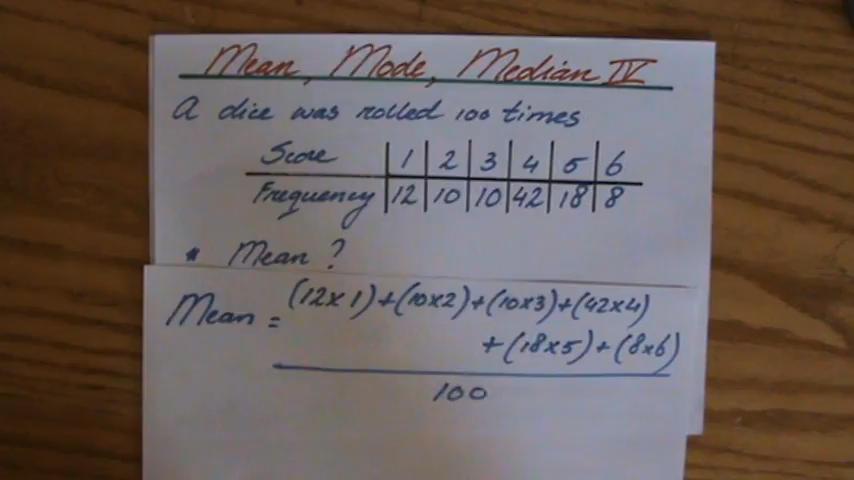 Mean, Mode, Median IV
A dice was rolled 100 times
Score 1 2 3 4 5 6
Frequency 12 10 10 42 18 8
* Mean ?
Mean = (12x1)+(10x2)+(10x3)+(42x4)
+(18x5)+(8x6)
100